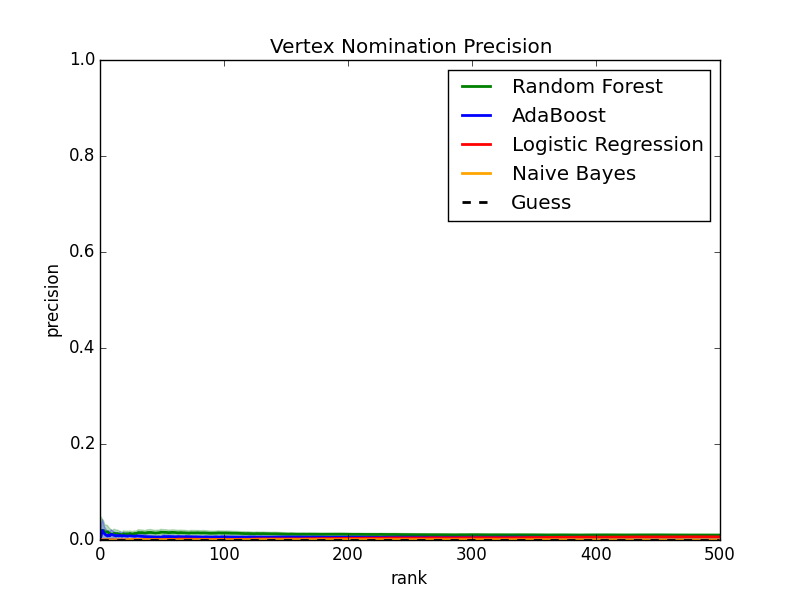 Vertex Nomination Precision
1.0
0.8
0.6
0.4
0.2
0.0
precision
Random Forest
AdaBoost
Logistic Regression
Naive Bayes
Guess
0 100 200 300 400 500
rank